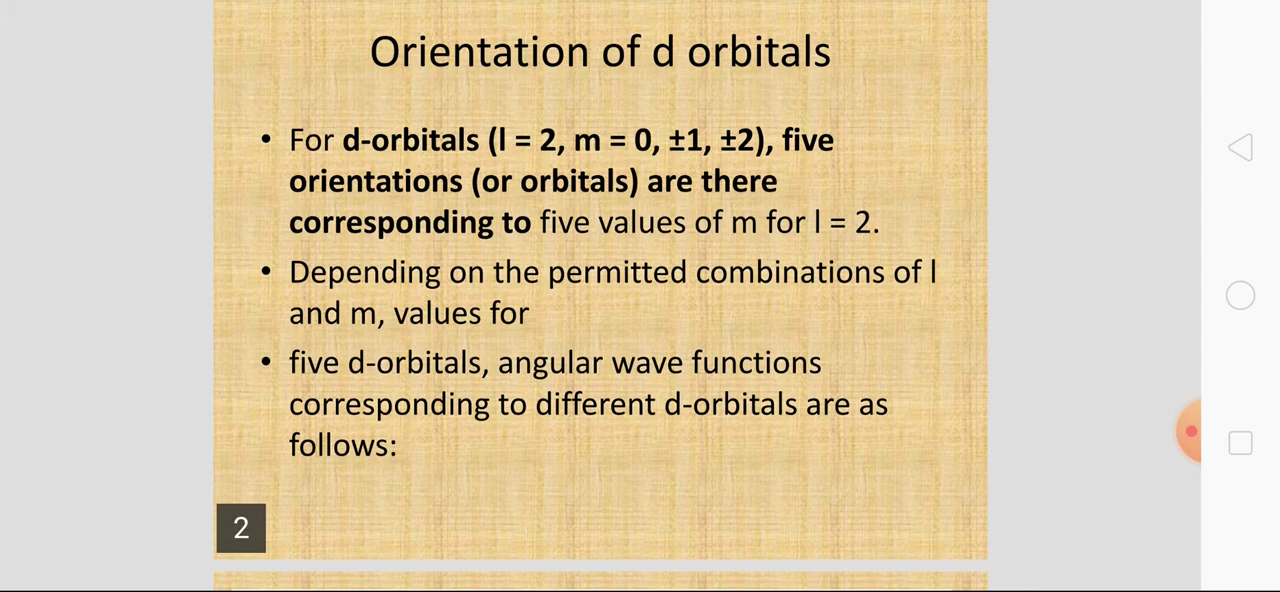 Orientation of d orbitals
• For d-orbitals (l = 2, m = 0, ±1, ±2), five
orientations (or orbitals) are there
corresponding to five values of m for l = 2.
• Depending on the permitted combinations of l
and m, values for
• five d-orbitals, angular wave functions
corresponding to different d-orbitals are as
follows:
2